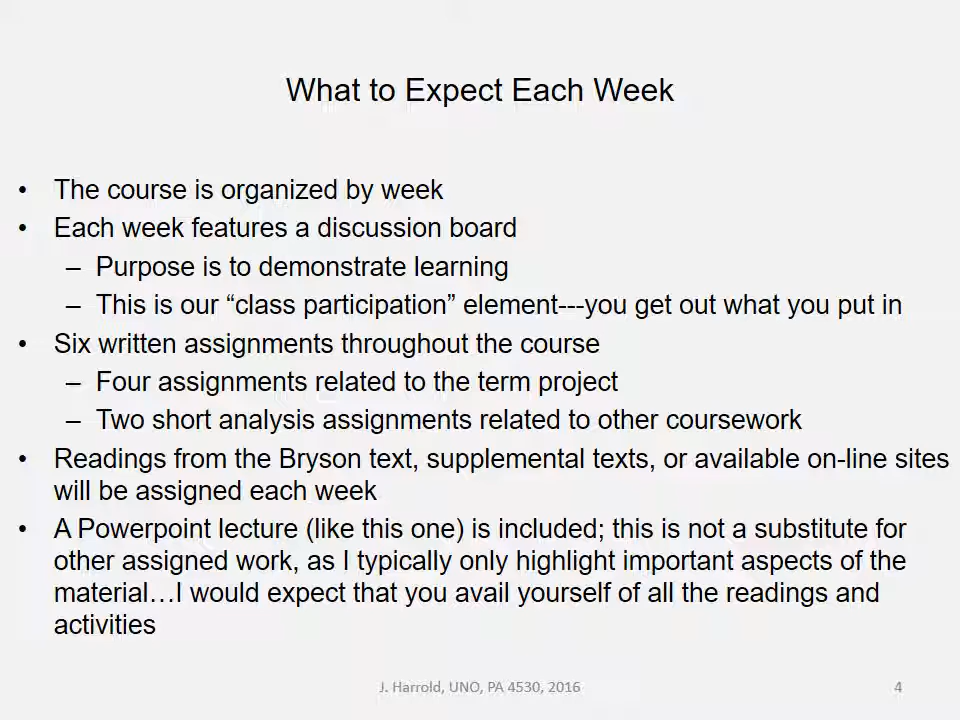 What to Expect Each Week
• The course is organized by week
• Each week features a discussion board
– Purpose is to demonstrate learning
– This is our “class participation” element---you get out what you put in
• Six written assignments throughout the course
– Four assignments related to the term project
– Two short analysis assignments related to other coursework
• Readings from the Bryson text, supplemental texts, or available on-line sites
will be assigned each week
• A Powerpoint lecture (like this one) is included; this is not a substitute for
other assigned work, as I typically only highlight important aspects of the
material…I would expect that you avail yourself of all the readings and
activities
J. Harrold, UNO, PA 4530, 2016
4